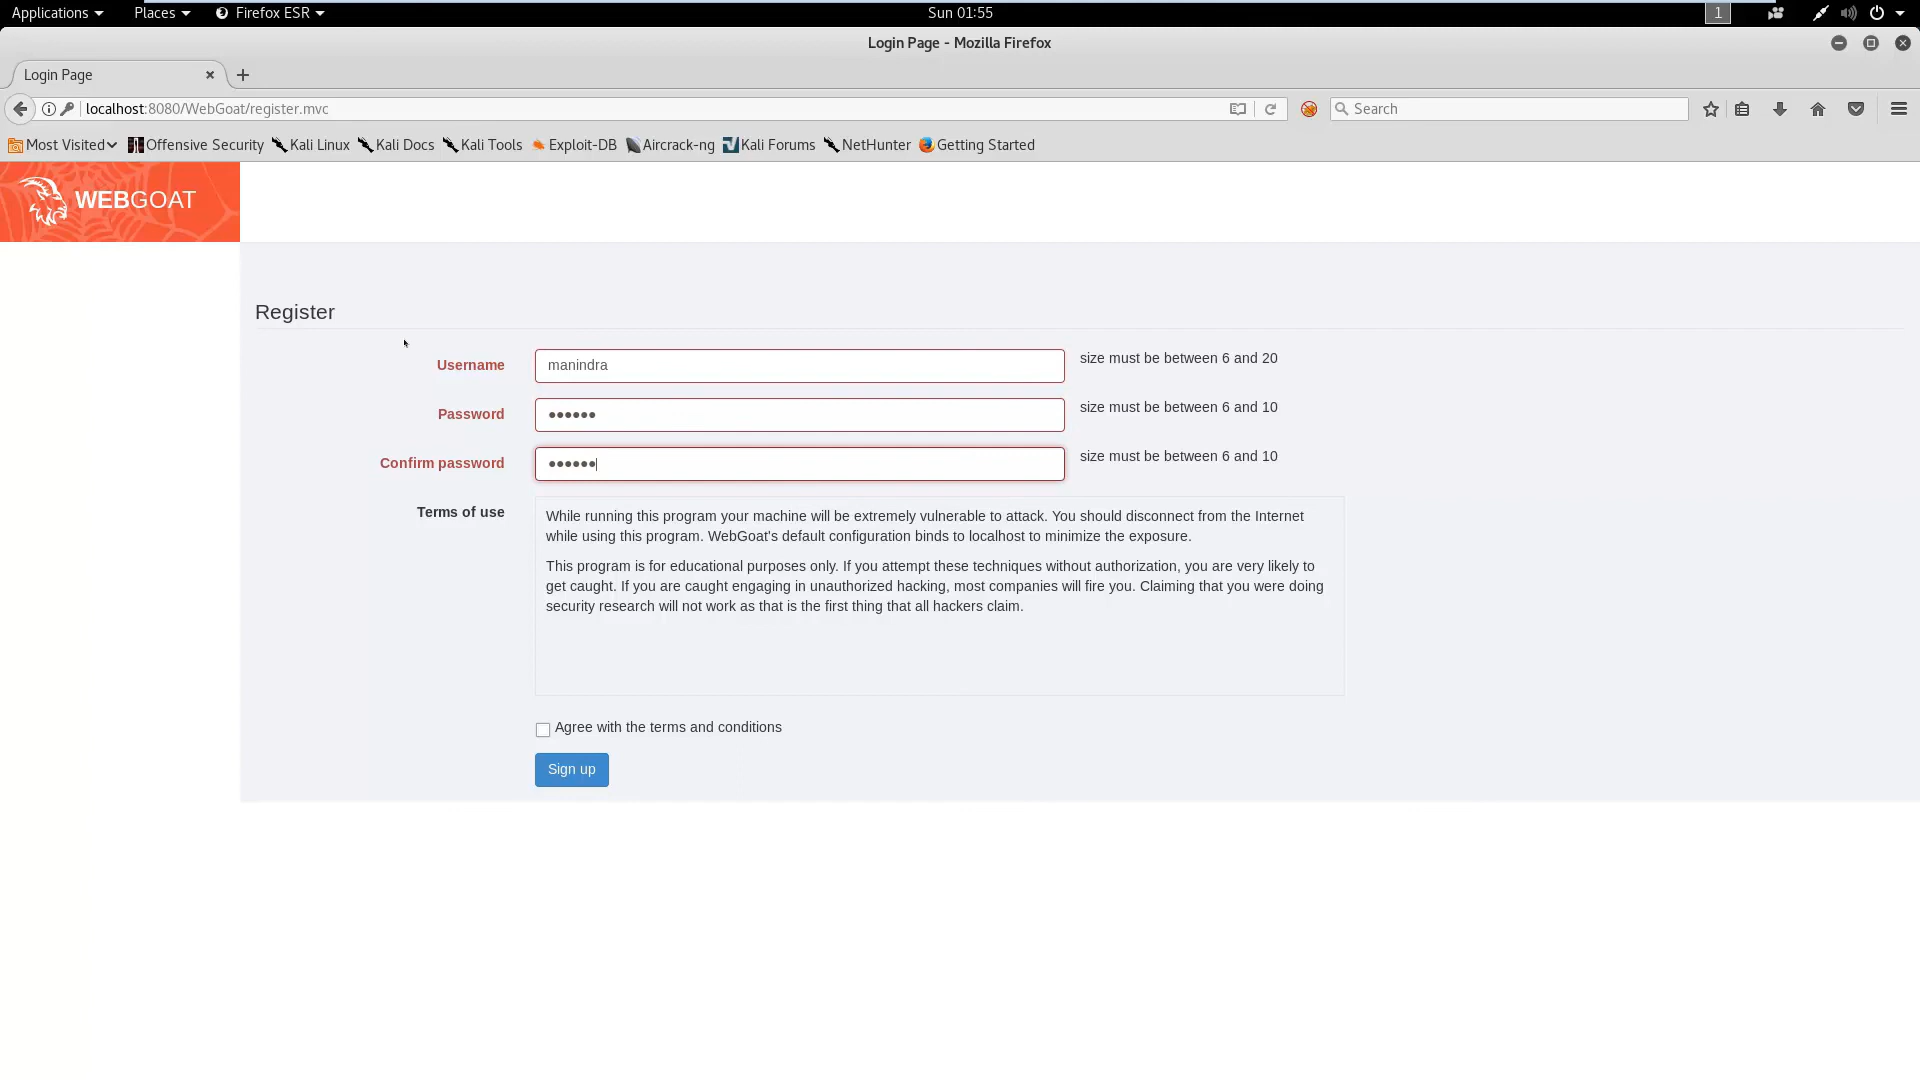 Applications Places Firefox ESR Sun 01:55 1
Login Page - Mozilla Firefox
Login Page
localhost:8080/WebGoat/register.mvc Search
Most Visited Offensive Security Kali Linux Kali Docs Kali Tools Exploit-DB Aircrack-ng Kali Forums NetHunter Getting Started
WEBGOAT
Register
Username manindra size must be between 6 and 20
Password ●●●●●● size must be between 6 and 10
Confirm password ●●●●●● size must be between 6 and 10
Terms of use While running this program your machine will be extremely vulnerable to attack. You should disconnect from the Internet
while using this program. WebGoat's default configuration binds to localhost to minimize the exposure.
This program is for educational purposes only. If you attempt these techniques without authorization, you are very likely to
get caught. If you are caught engaging in unauthorized hacking, most companies will fire you. Claiming that you were doing
security research will not work as that is the first thing that all hackers claim.
Agree with the terms and conditions
Sign up